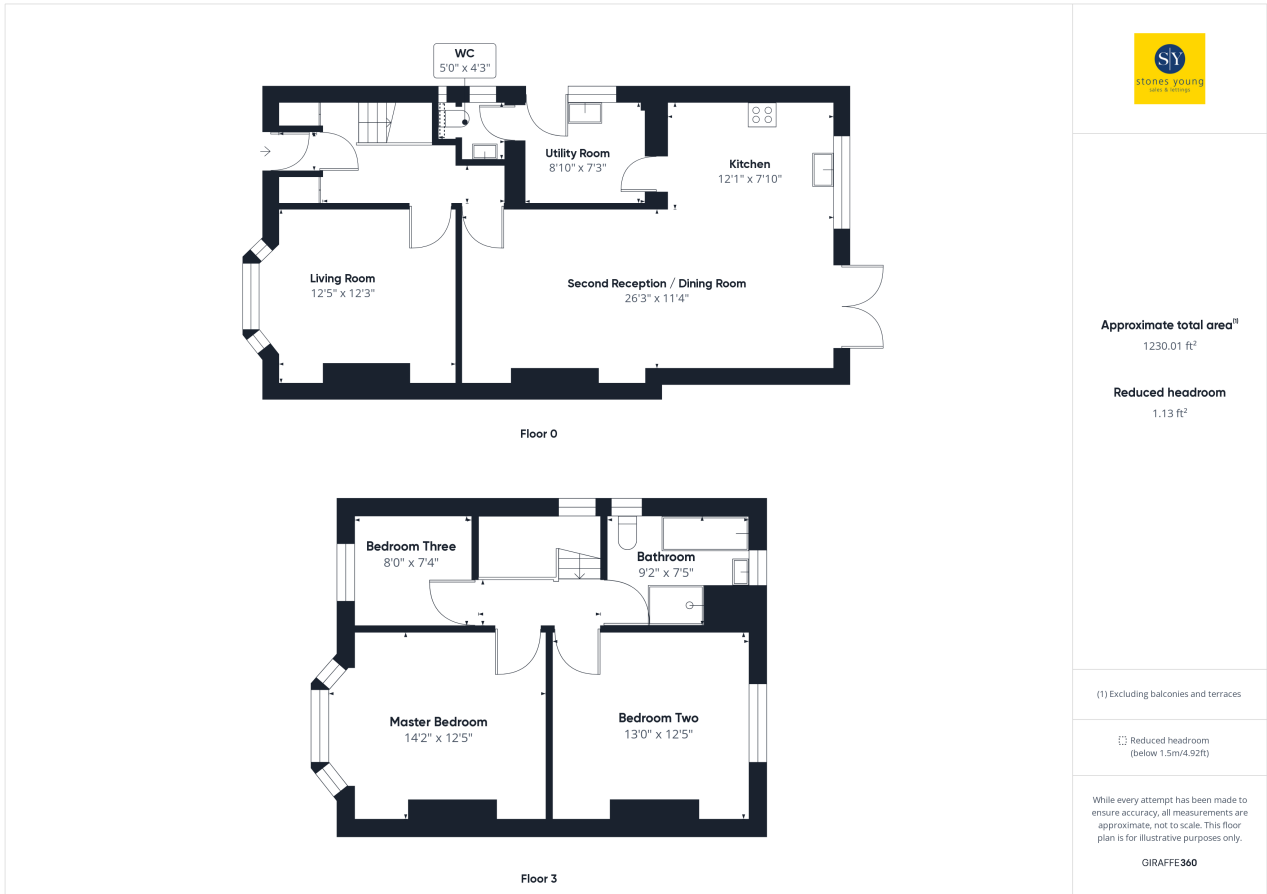 WC
5'0" x 4'3"
Utility Room
8'10" x 7'3"
Kitchen
12'1" x 7'10"
Living Room
12'5" x 12'3"
Second Reception / Dining Room
26'3" x 11'4"
Floor 0
Bedroom Three
8'0" x 7'4"
Bathroom
9'2" x 7'5"
Master Bedroom
14'2" x 12'5"
Bedroom Two
13'0" x 12'5"
Floor 3
S|Y
stones young
sales & lettings
Approximate total area(1)
1230.01 ft²
Reduced headroom
1.13 ft²
(1) Excluding balconies and terraces
Reduced headroom
(below 1.5m/4.92ft)
While every attempt has been made to
ensure accuracy, all measurements are
approximate, not to scale. This floor
plan is for illustrative purposes only.
GIRAFFE360